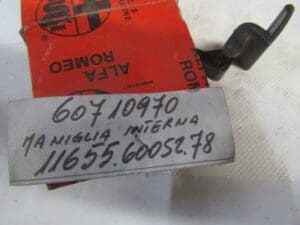 ALFA
ROMEO
60710970
MANIGLIA INTERNA
11655.60052.78